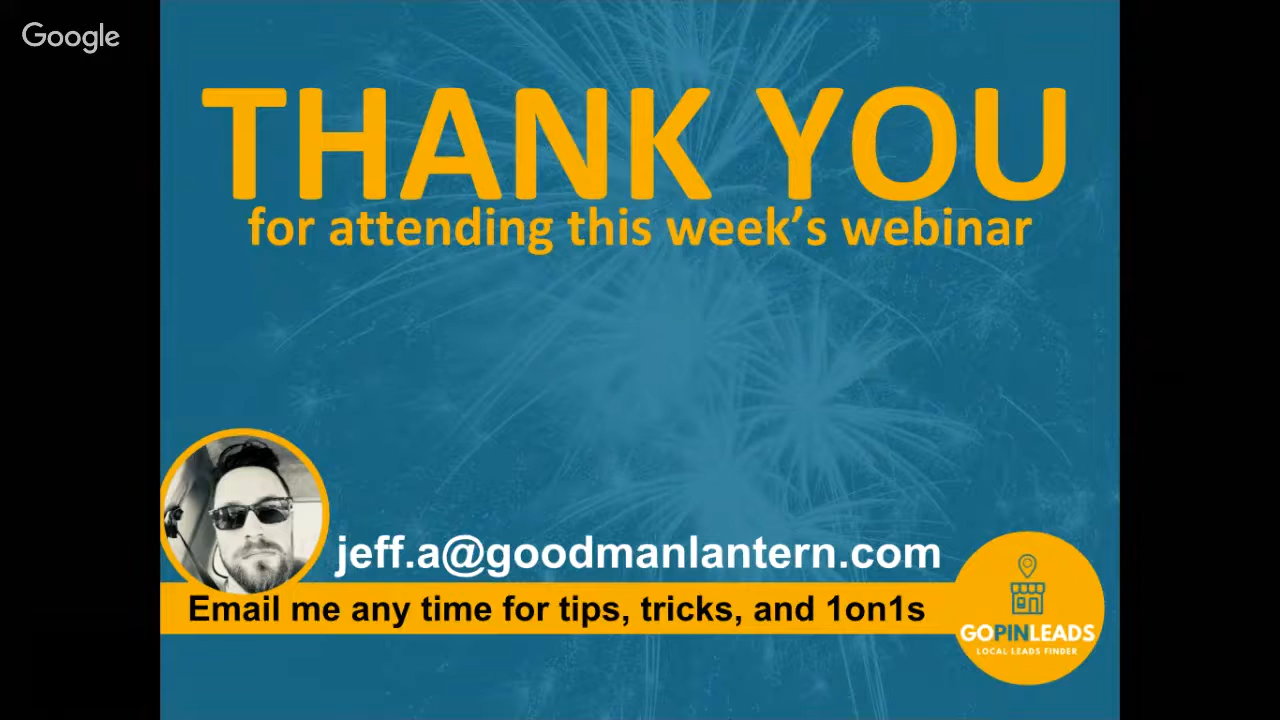 Google
THANK YOU
for attending this week’s webinar
jeff.a@goodmanlantern.com
Email me any time for tips, tricks, and 1on1s
GOPINLEADS
LOCAL LEADS FINDER